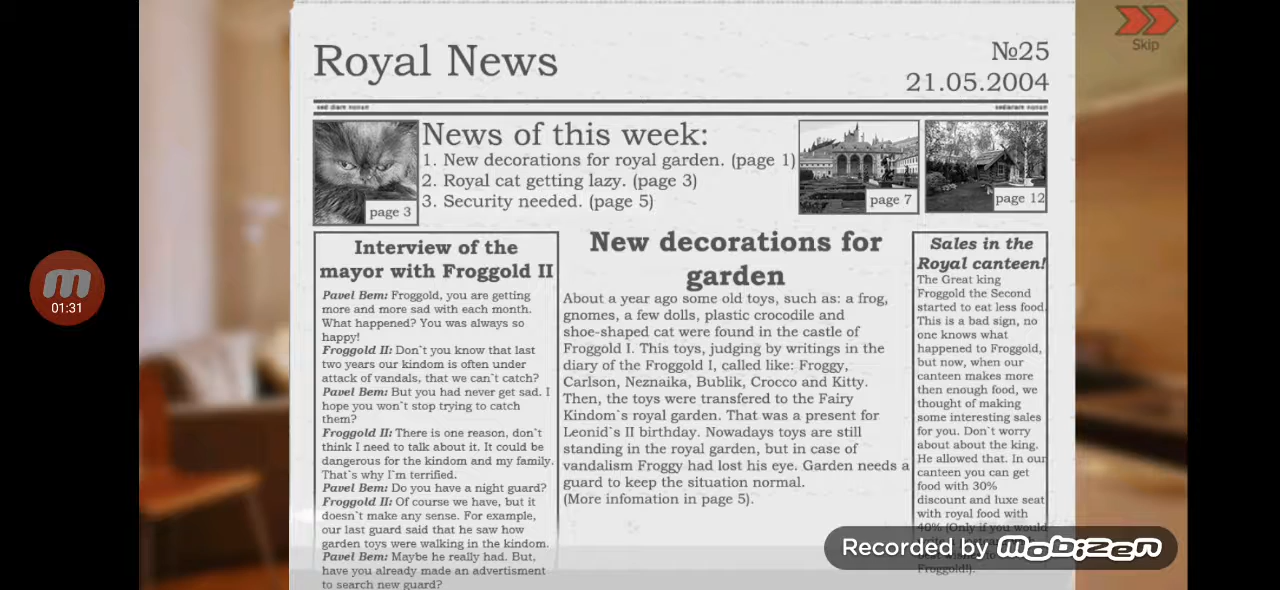 Skip
Royal News
№25
21.05.2004
sed diam nonun
sediaram nonun
News of this week:
1. New decorations for royal garden. (page 1)
2. Royal cat getting lazy. (page 3)
3. Security needed. (page 5)
page 3
page 7
page 12
Interview of the
mayor with Froggold II
Pavel Bem: Froggold, you are getting
more and more sad with each month.
What happened? You was always so
happy!
Froggold II: Don`t you know that last
two years our kindom is often under
attack of vandals, that we can`t catch?
Pavel Bem: But you had never get sad. I
hope you won`t stop trying to catch
them?
Froggold II: There is one reason, don`t
think I need to talk about it. It could be
dangerous for the kindom and my family.
That`s why I`m terrified.
Pavel Bem: Do you have a night guard?
Froggold II: Of course we have, but it
doesn`t make any sense. For example,
our last guard said that he saw how
garden toys were walking in the kindom.
Pavel Bem: Maybe he really had. But,
have you already made an advertisment
to search new guard?
New decorations for
garden
About a year ago some old toys, such as: a frog,
gnomes, a few dolls, plastic crocodile and
shoe-shaped cat were found in the castle of
Froggold I. This toys, judging by writings in the
diary of the Froggold I, called like: Froggy,
Carlson, Neznaika, Bublik, Crocco and Kitty.
Then, the toys were transfered to the Fairy
Kindom`s royal garden. That was a present for
Leonid`s II birthday. Nowadays toys are still
standing in the royal garden, but in case of
vandalism Froggy had lost his eye. Garden needs a
guard to keep the situation normal.
(More infomation in page 5).
Sales in the
Royal canteen!
The Great king
Froggold the Second
started to eat less food.
This is a bad sign, no
one knows what
happened to Froggold,
but now, when our
canteen makes more
then enough food, we
thought of making
some interesting sales
for you. Don`t worry
about about the king.
He allowed that. In our
canteen you can get
food with 30%
discount and luxe seat
with royal food with
40% (Only if you would
Froggold!).
01:31
Recorded by mobizen